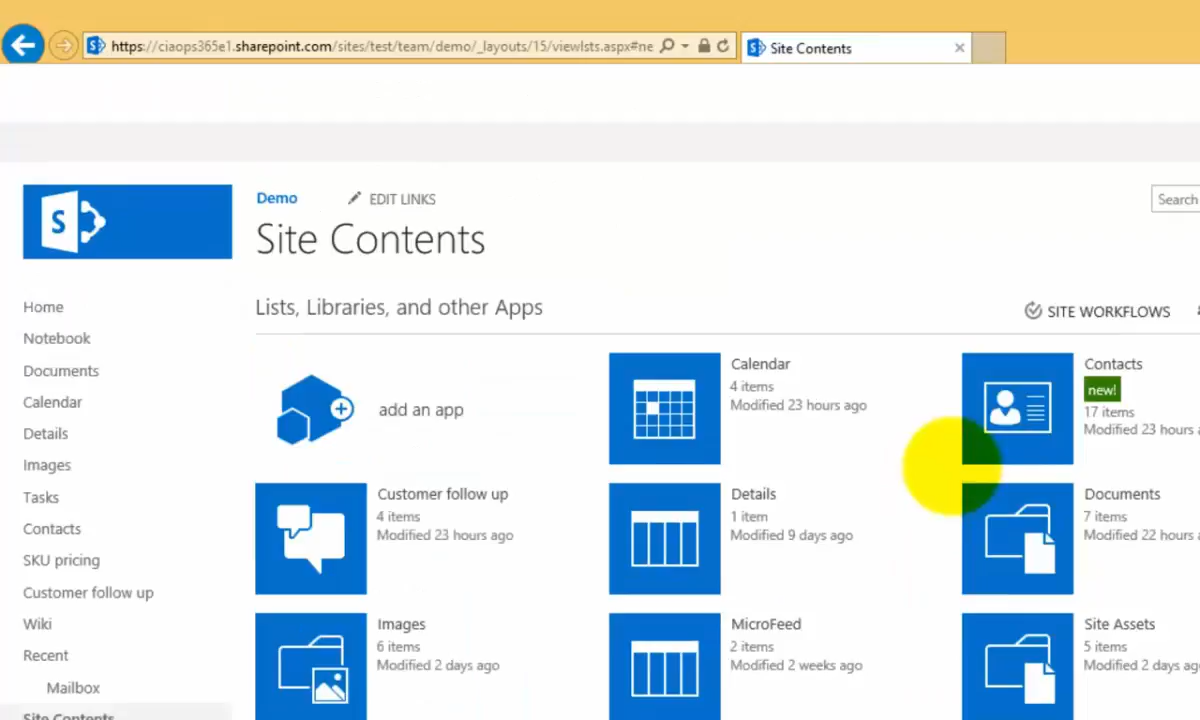 https://ciaops365e1.sharepoint.com/sites/test/team/demo/_layouts/15/viewlsts.aspx#ne
Site Contents
Demo
EDIT LINKS
Search
Site Contents
Lists, Libraries, and other Apps
SITE WORKFLOWS
Home
Notebook
Documents
Calendar
Details
Images
Tasks
Contacts
SKU pricing
Customer follow up
Wiki
Recent
Mailbox
Site Contents
add an app
Calendar
4 items
Modified 23 hours ago
Contacts
new!
17 items
Modified 23 hours
Customer follow up
4 items
Modified 23 hours ago
Details
1 item
Modified 9 days ago
Documents
7 items
Modified 22 hours
Images
6 items
Modified 2 days ago
MicroFeed
2 items
Modified 2 weeks ago
Site Assets
5 items
Modified 2 days ag